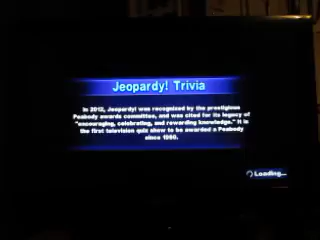 Jeopardy! Trivia
In 2012, Jeopardy! was recognized by the prestigious
Peabody awards committee, and was cited for its legacy of
"encouraging, celebrating, and rewarding knowledge." It is
the first television quiz show to be awarded a Peabody
since 1960.
Loading...